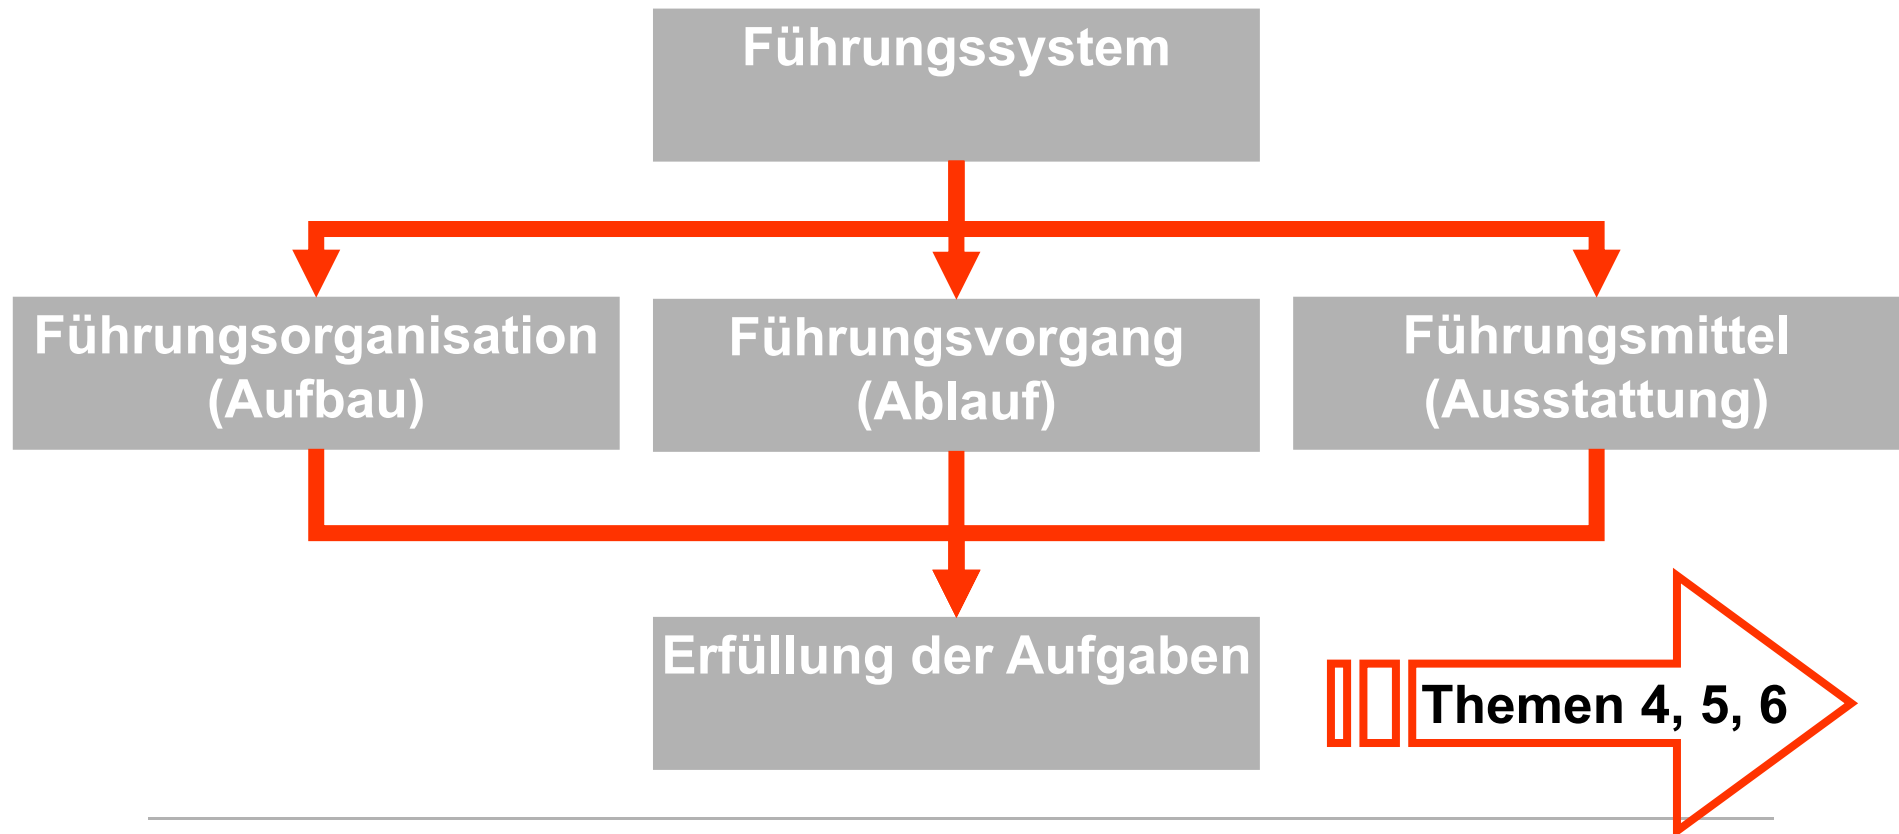 Führungssystem
Führungsorganisation
(Aufbau)
Führungsvorgang
(Ablauf)
Führungsmittel
(Ausstattung)
Erfüllung der Aufgaben
Themen 4, 5, 6